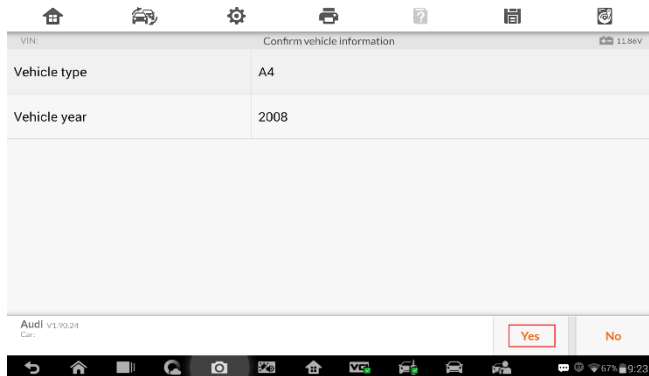 VIN: Confirm vehicle information 11.86V
Vehicle type A4
Vehicle year 2008
Audi V1.90.24
Car:
Yes No
VCI 67% 9:23